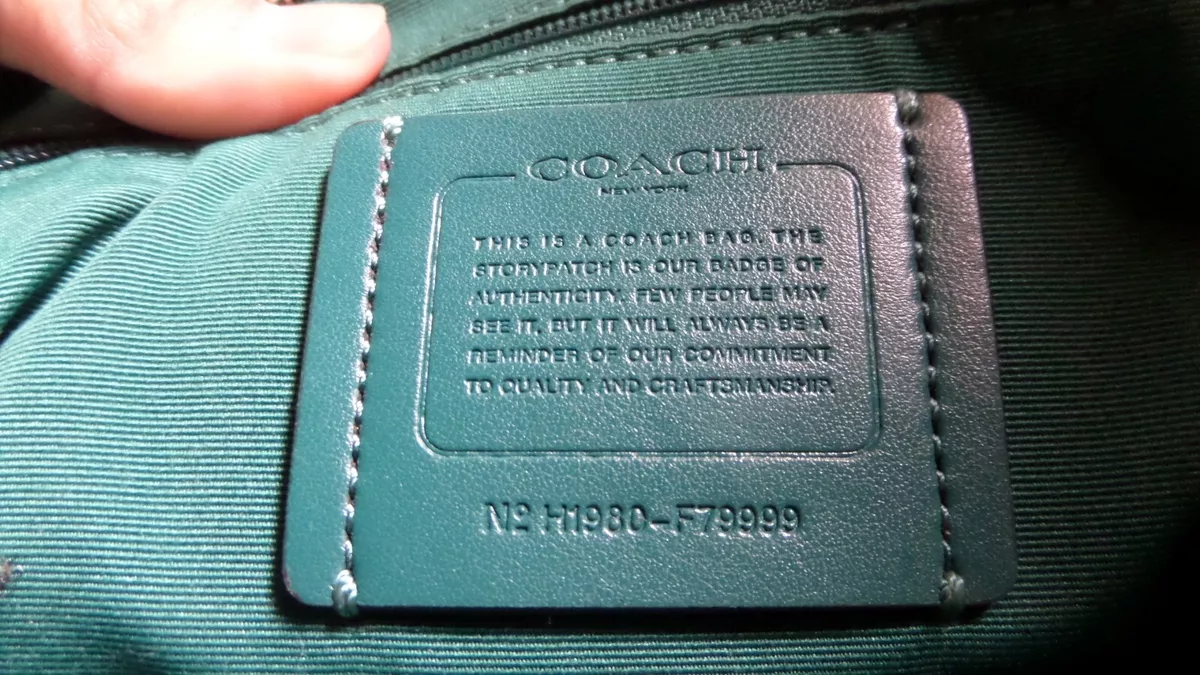 COACH
NEW YORK
THIS IS A COACH BAG. THE
STORYPATCH IS OUR BADGE OF
AUTHENTICITY. FEW PEOPLE MAY
SEE IT, BUT IT WILL ALWAYS BE A
REMINDER OF OUR COMMITMENT
TO QUALITY AND CRAFTSMANSHIP.
Nº H1980-F79999